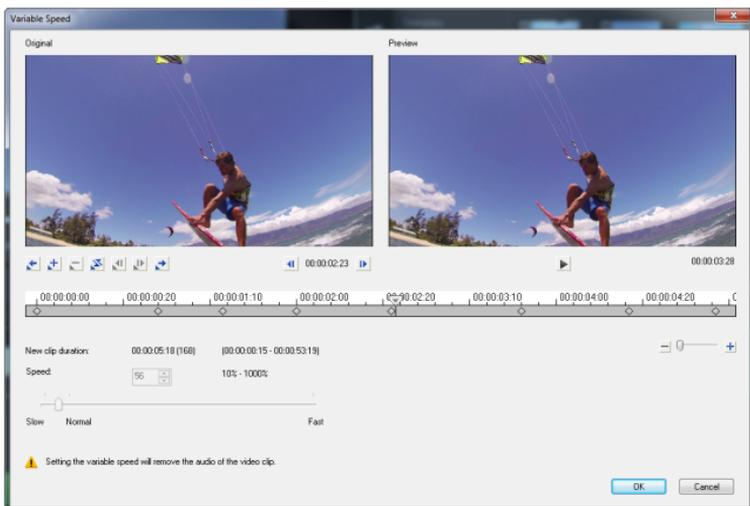 Variable Speed
Original
Preview
00:00:02:23
00:00:03:28
00:00:00:00 00:00:00:20 00:00:01:10 00:00:02:00 00:00:02:20 00:00:03:10 00:00:04:00 00:00:04:20
New clip duration: 00:00:05:18 (168) (00:00:00:15 - 00:00:53:19)
Speed: 56 10% - 1000%
Slow Normal Fast
Setting the variable speed will remove the audio of the video clip.
OK Cancel